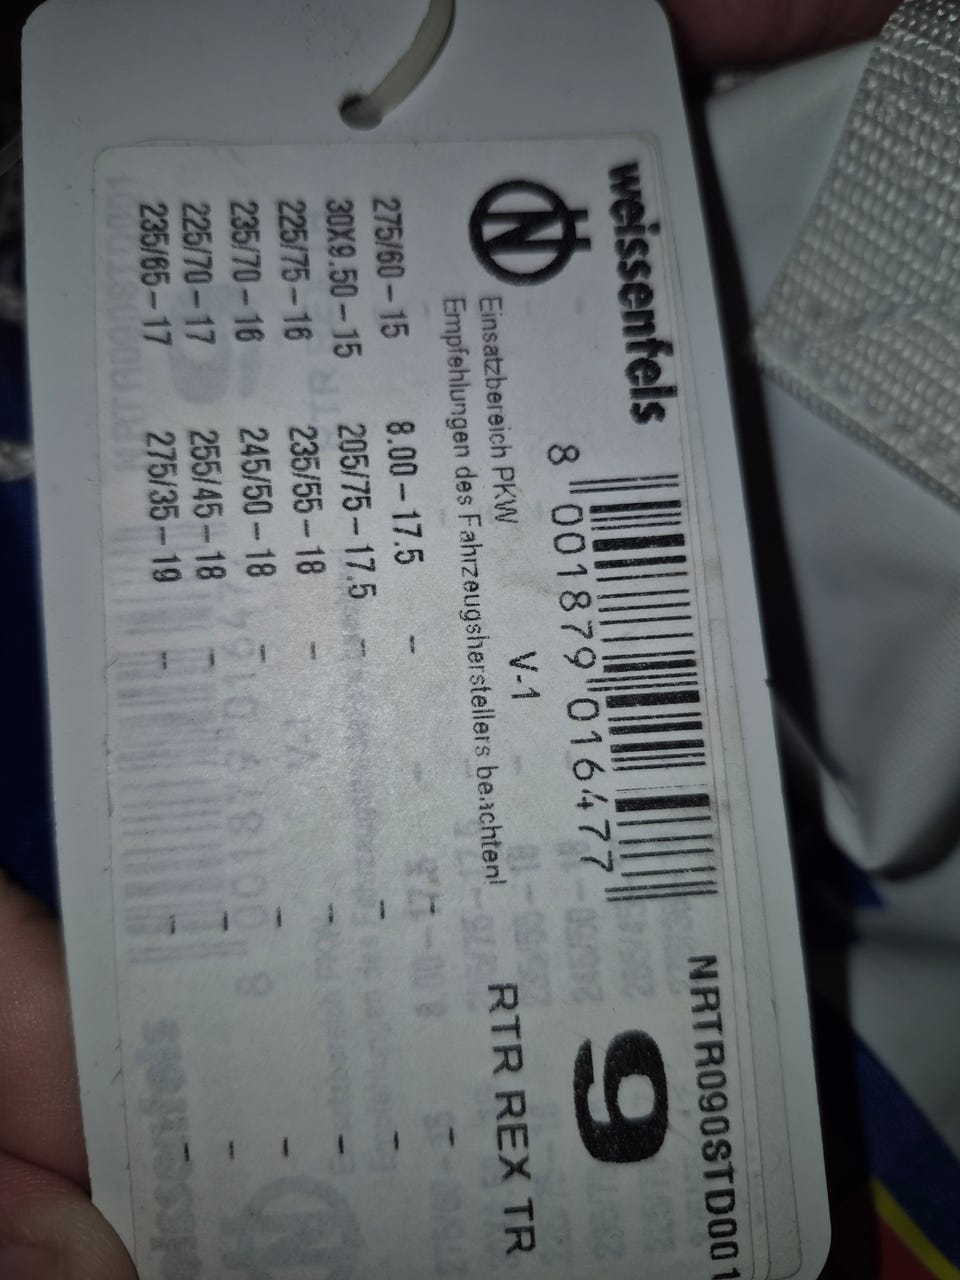 weissenfels NRTR090STD001
8 001879 016477 9
N Einsatzbereich PKW V-1 RTR REX TR
Empfehlungen des Fahrzeugsherstellers beachten!
275/60 – 15 8.00 – 17.5 - - -
30X9.50 – 15 205/75 – 17.5 - - -
225/75 – 16 235/55 – 18 - - -
235/70 – 16 245/50 – 18 - - -
225/70 – 17 255/45 – 18 - - -
235/65 – 17 275/35 – 19 - - -